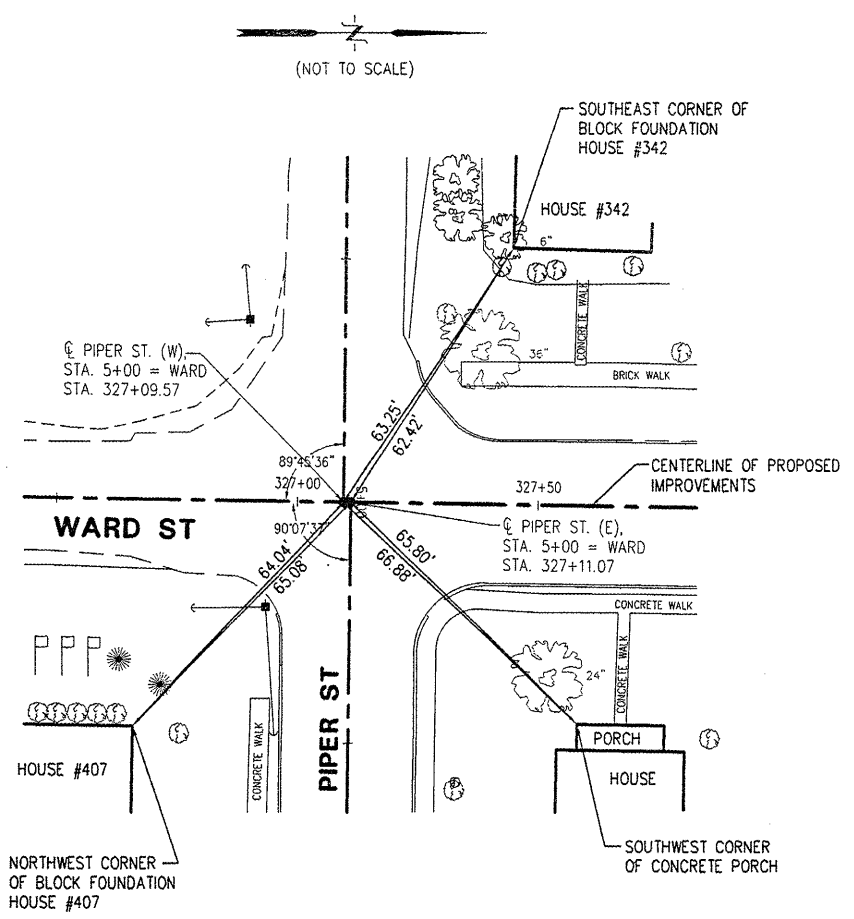 (NOT TO SCALE)
SOUTHEAST CORNER OF
BLOCK FOUNDATION
HOUSE #342
HOUSE #342
6"
CONCRETE WALK
℄ PIPER ST. (W),
STA. 5+00 = WARD
STA. 327+09.57
36"
BRICK WALK
63.25'
62.42'
89°45'36"
327+00
327+50
CENTERLINE OF PROPOSED
IMPROVEMENTS
WARD ST
90°07'37"
℄ PIPER ST. (E),
STA. 5+00 = WARD
STA. 327+11.07
64.04'
65.08'
65.80'
66.88'
CONCRETE WALK
24"
CONCRETE WALK
PIPER ST
CONCRETE WALK
PORCH
HOUSE #407
HOUSE
NORTHWEST CORNER
OF BLOCK FOUNDATION
HOUSE #407
SOUTHWEST CORNER
OF CONCRETE PORCH